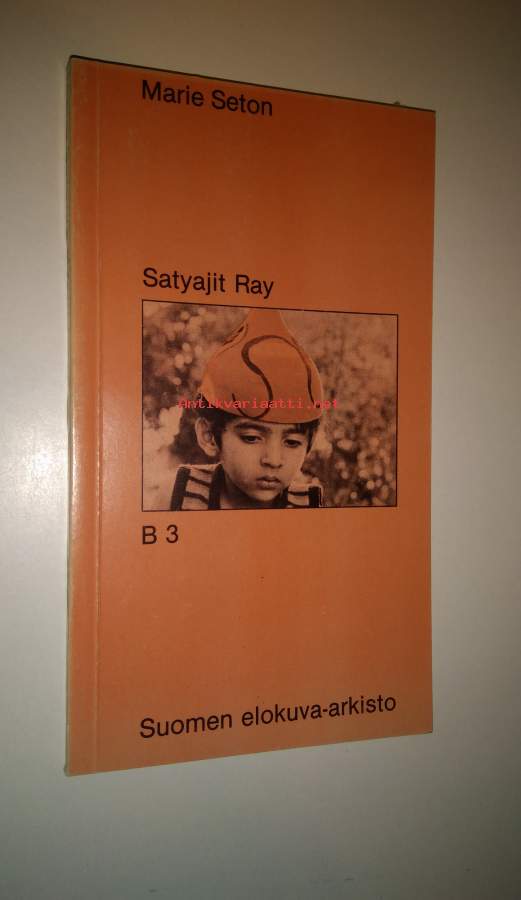 Marie Seton
Satyajit Ray
Antikvariaatti.net
B 3
Suomen elokuva-arkisto